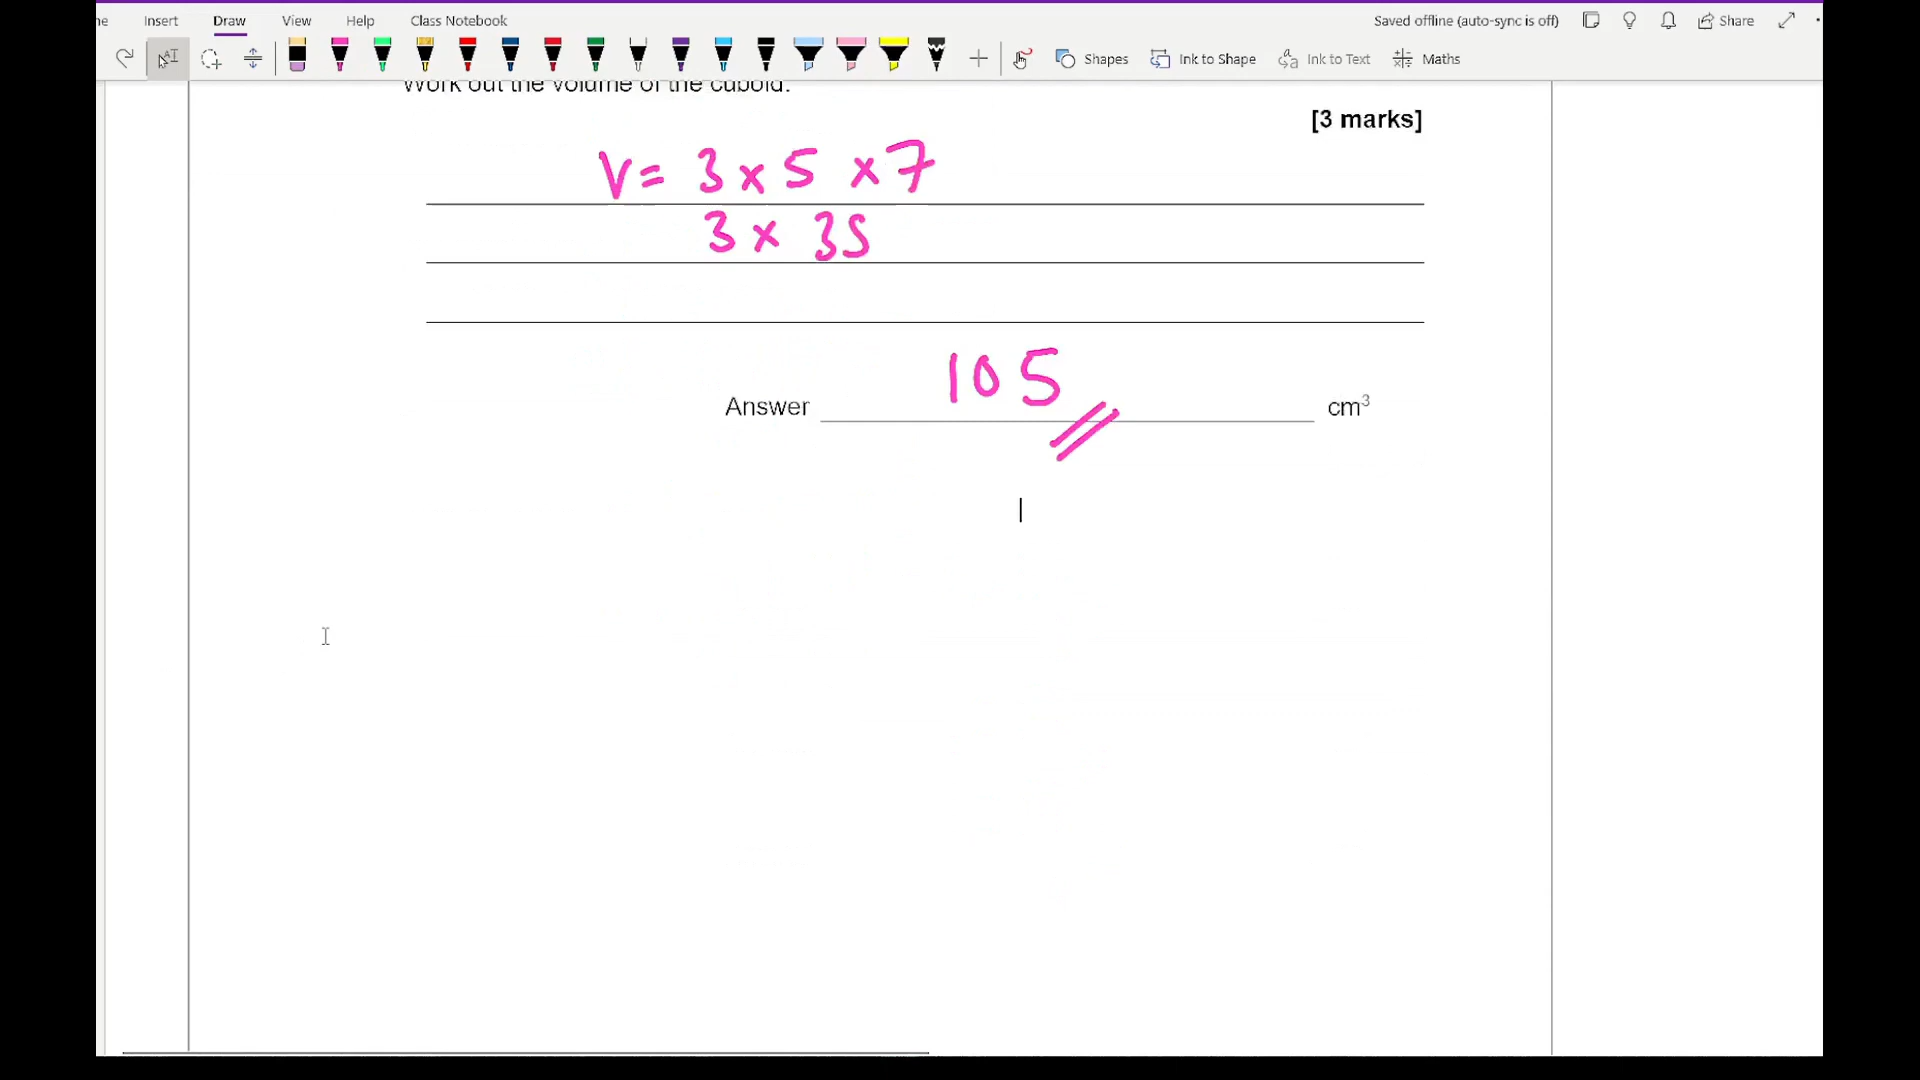 Insert Draw View Help Class Notebook Saved offline (auto-sync is off) Share
Shapes Ink to Shape Ink to Text Maths
Work out the volume of the cuboid.
[3 marks]
V= 3 x 5 x 7
3 x 35
105
Answer cm³